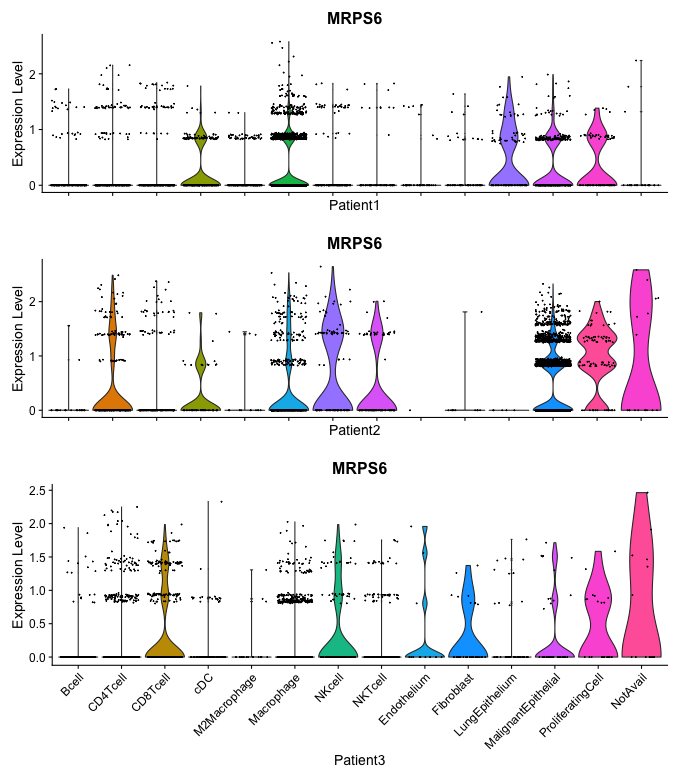 MRPS6
Expression Level
2
1
0
Patient1
MRPS6
Expression Level
2
1
0
Patient2
MRPS6
Expression Level
2.5
2.0
1.5
1.0
0.5
0.0
Bcell
CD4Tcell
CD8Tcell
cDC
M2Macrophage
Macrophage
NKcell
NKTcell
Endothelium
Fibroblast
LungEpithelium
MalignantEpithelial
ProliferatingCell
NotAvail
Patient3